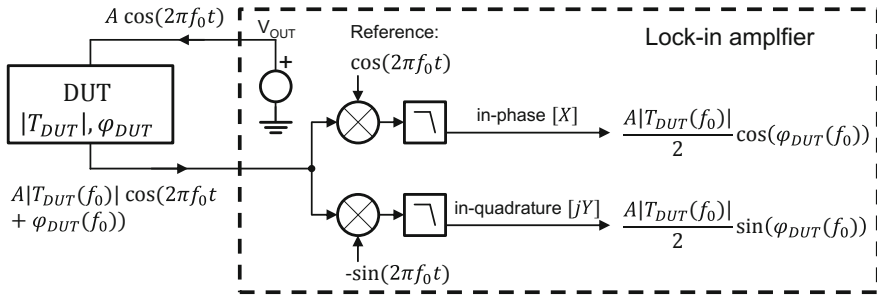 A cos(2πf₀t)
V_OUT
Reference:
cos(2πf₀t)
Lock-in amplfier
+
DUT
|T_DUT|, φ_DUT
in-phase [X]
A|T_DUT(f₀)|
2
cos(φ_DUT(f₀))
A|T_DUT(f₀)| cos(2πf₀t
+ φ_DUT(f₀))
in-quadrature [jY]
A|T_DUT(f₀)|
2
sin(φ_DUT(f₀))
-sin(2πf₀t)